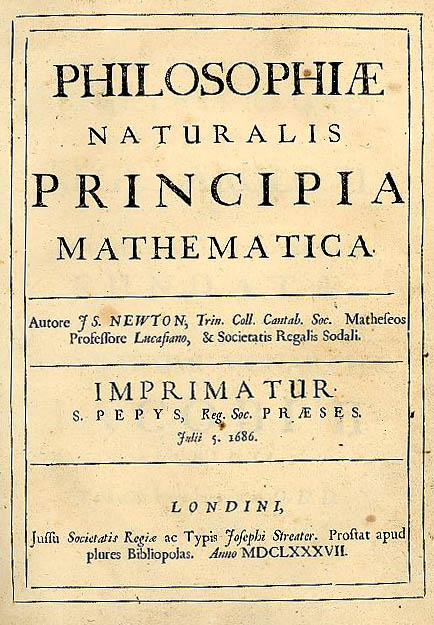 PHILOSOPHIÆ
NATURALIS
PRINCIPIA
MATHEMATICA.
Autore JS. NEWTON, Trin. Coll. Cantab. Soc. Matheſeos
Profeſſore Lucaſiano, & Societatis Regalis Sodali.
IMPRIMATUR.
S. PEPYS, Reg. Soc. PRÆSES.
Julii 5. 1686.
LONDINI,
Juſſu Societatis Regiæ ac Typis Joſephi Streater. Proſtat apud
plures Bibliopolas. Anno MDCLXXXVII.